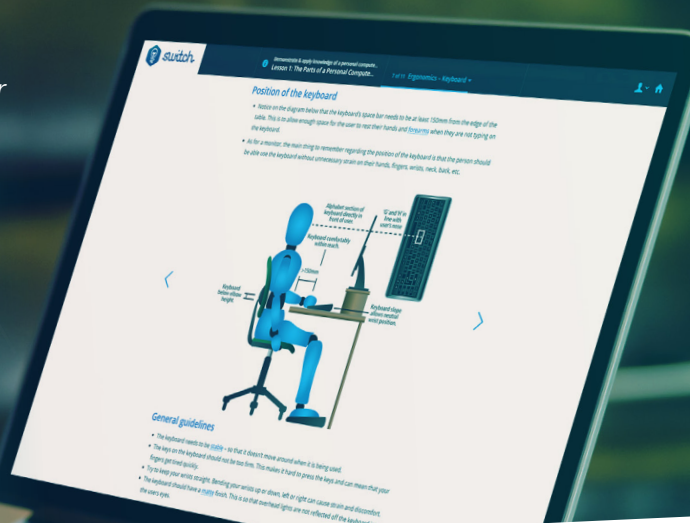 r
switch
Demonstrate & apply knowledge of a personal compute...
Lesson 1: The Parts of a Personal Compute...
Ergonomics - Keyboard
Position of the keyboard
• Notice on the diagram below that the keyboard's space bar needs to be at least 150mm from the edge of the
table. This is to allow enough space for the user to rest their hands and forearms when they are not typing on
the keyboard.
• As for a monitor, the main thing to remember regarding the position of the keyboard is that the person should
be able use the keyboard without unnecessary strain on their hands, fingers, wrists, neck, back, etc.
Alphabet section of
keyboard directly in
front of user.
'G' and 'H' in
line with
user's nose
Keyboard comfortably
within reach.
>150mm
Keyboard
below elbow
height.
Keyboard slope
allows neutral
wrist position.
General guidelines
• The keyboard needs to be stable – so that it doesn't move around when it is being used.
• The keys on the keyboard should not be too firm. This makes it hard to press the keys and can mean that your
fingers get tired quickly.
• Try to keep your wrists straight. Bending your wrists up or down, left or right can cause strain and discomfort.
• The keyboard should have a matte finish. This is so that overhead lights are not reflected off the keyboard
the users eyes.